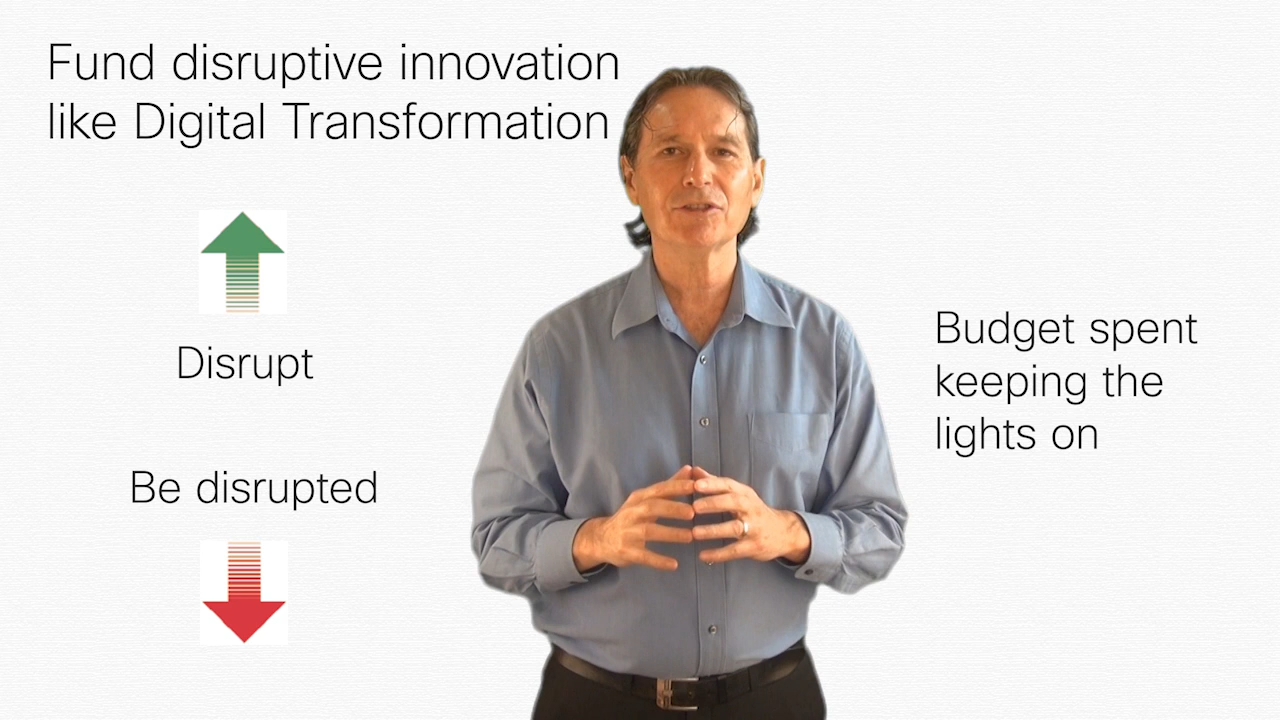 Fund disruptive innovation
like Digital Transformation
Disrupt
Be disrupted
Budget spent
keeping the
lights on